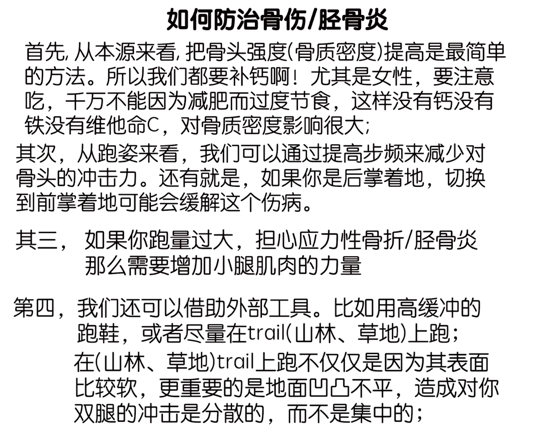 如何防治骨伤/胫骨炎
首先,从本源来看,把骨头强度(骨质密度)提高是最简单
的方法。所以我们都要补钙啊！尤其是女性，要注意
吃，千万不能因为减肥而过度节食，这样没有钙没有
铁没有维他命C，对骨质密度影响很大;
其次，从跑姿来看，我们可以通过提高步频来减少对
骨头的冲击力。还有就是，如果你是后掌着地，切换
到前掌着地可能会缓解这个伤病。
其三，如果你跑量过大，担心应力性骨折/胫骨炎
那么需要增加小腿肌肉的力量
第四，我们还可以借助外部工具。比如用高缓冲的
跑鞋，或者尽量在trail(山林、草地)上跑；
在(山林、草地)trail上跑不仅仅是因为其表面
比较软，更重要的是地面凹凸不平，造成对你
双腿的冲击是分散的，而不是集中的；